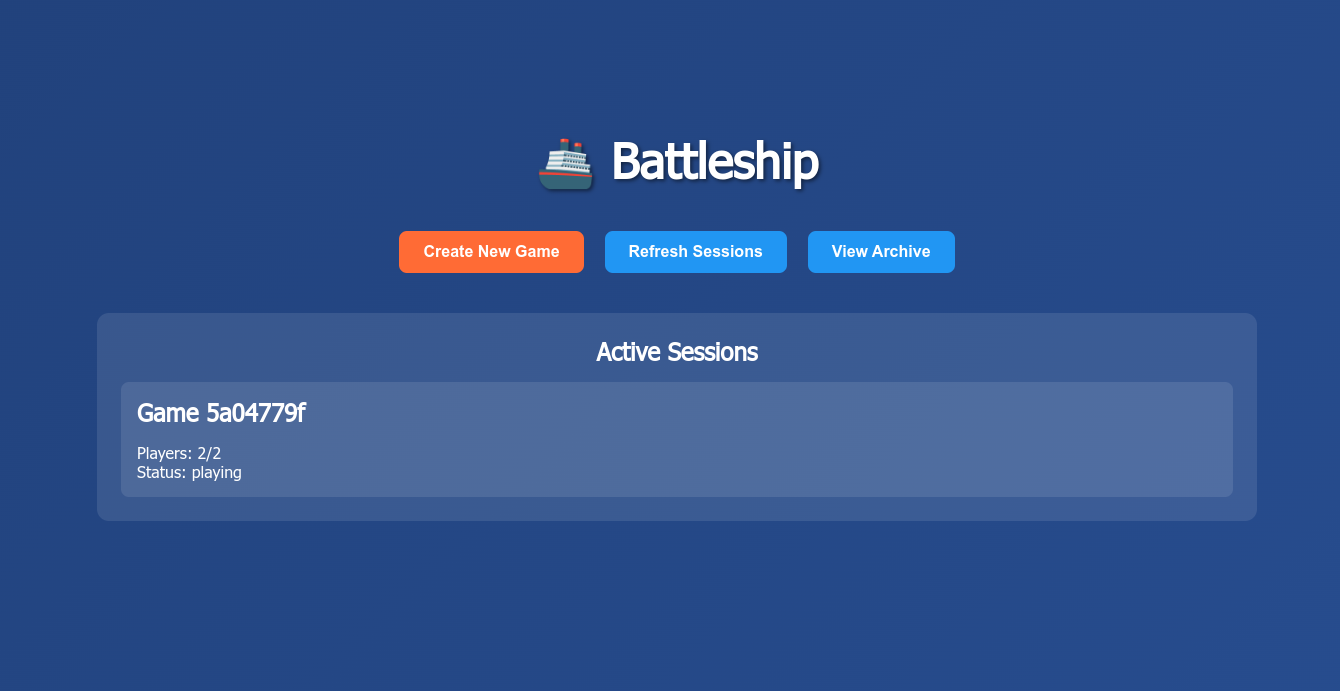 Battleship
Create New Game
Refresh Sessions
View Archive
Active Sessions
Game 5a04779f
Players: 2/2
Status: playing